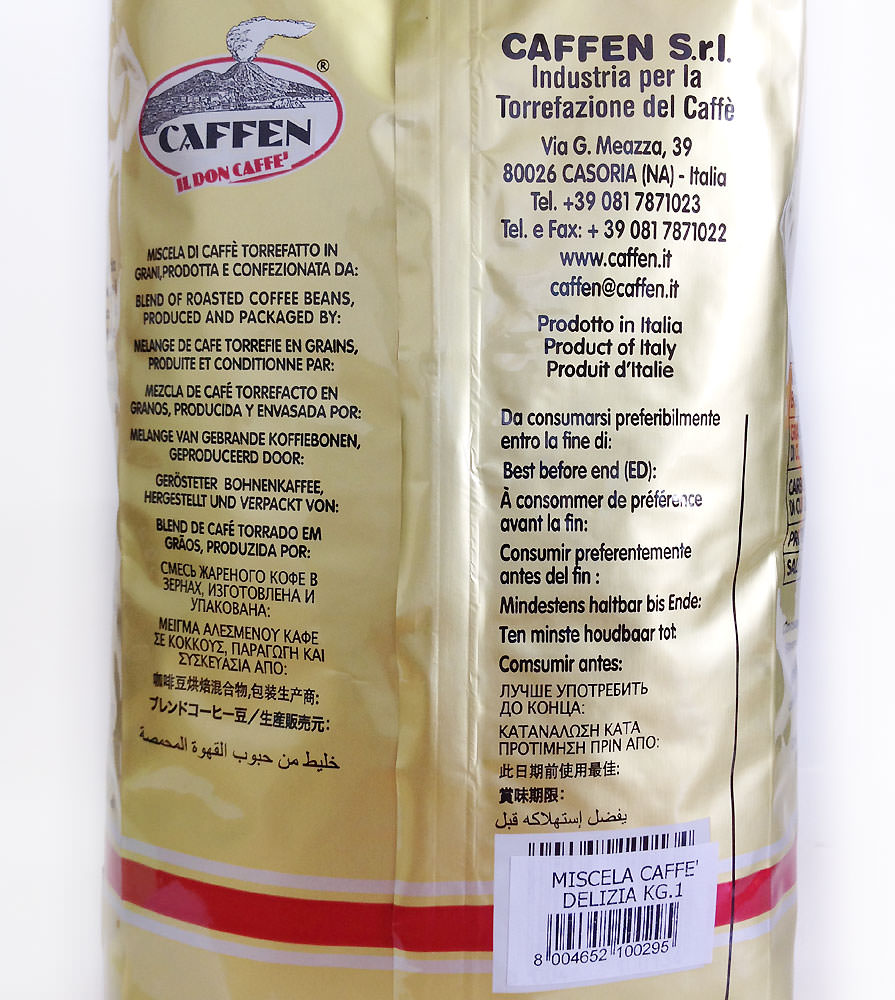 CAFFEN
®
IL DON CAFFE'
MISCELA DI CAFFÈ TORREFATTO IN
GRANI,PRODOTTA E CONFEZIONATA DA:
BLEND OF ROASTED COFFEE BEANS,
PRODUCED AND PACKAGED BY:
MELANGE DE CAFE TORREFIE EN GRAINS,
PRODUITE ET CONDITIONNE PAR:
MEZCLA DE CAFÉ TORREFACTO EN
GRANOS, PRODUCIDA Y ENVASADA POR:
MELANGE VAN GEBRANDE KOFFIEBONEN,
GEPRODUCEERD DOOR:
GERÖSTETER BOHNENKAFFEE,
HERGESTELLT UND VERPACKT VON:
BLEND DE CAFÉ TORRADO EM
GRÃOS, PRODUZIDA POR:
СМЕСЬ ЖАРЕНОГО КОФЕ В
ЗЕРНАХ, ИЗГОТОВЛЕНА И
УПАКОВАНА:
ΜΕΙΓΜΑ ΑΛΕΣΜΕΝΟΥ ΚΑΦΕ
ΣΕ ΚΟΚΚΟΥΣ, ΠΑΡΑΓΩΓΗ ΚΑΙ
ΣΥΣΚΕΥΑΣΙΑ ΑΠΟ:
咖啡豆烘焙混合物,包装生产商:
ブレンドコーヒー豆/生産販売元:
خليط من حبوب القهوة المحمصة
CAFFEN S.r.l.
Industria per la
Torrefazione del Caffè
Via G. Meazza, 39
80026 CASORIA (NA) - Italia
Tel. +39 081 7871023
Tel. e Fax: + 39 081 7871022
www.caffen.it
caffen@caffen.it
Prodotto in Italia
Product of Italy
Produit d'Italie
Da consumarsi preferibilmente
entro la fine di:
Best before end (ED):
À consommer de préférence
avant la fin:
Consumir preferentemente
antes del fin :
Mindestens haltbar bis Ende:
Ten minste houdbaar tot:
Comsumir antes:
ЛУЧШЕ УПОТРЕБИТЬ
ДО КОНЦА:
ΚΑΤΑΝΑΛΩΣΗ ΚΑΤΑ
ΠΡΟΤΙΜΗΣΗ ΠΡΙΝ ΑΠΟ:
此日期前使用最佳:
賞味期限:
يفضل إستهلاكه قبل
MISCELA CAFFE'
DELIZIA KG.1
8 004652 100295